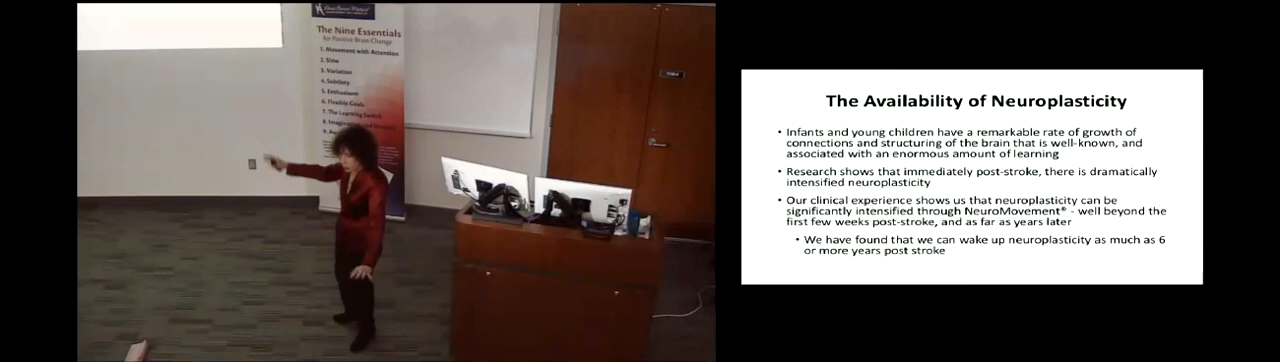 The Nine Essentials
for Positive Brain Change
1. Movement with Attention
2. Slow
3. Variation
4. Subtlety
5. Enthusiasm
6. Flexible Goals
7. The Learning Switch
8. Imagination and
The Availability of Neuroplasticity
• Infants and young children have a remarkable rate of growth of
connections and structuring of the brain that is well-known, and
associated with an enormous amount of learning
• Research shows that immediately post-stroke, there is dramatically
intensified neuroplasticity
• Our clinical experience shows us that neuroplasticity can be
significantly intensified through NeuroMovement® - well beyond the
first few weeks post-stroke, and as far as years later
• We have found that we can wake up neuroplasticity as much as 6
or more years post stroke